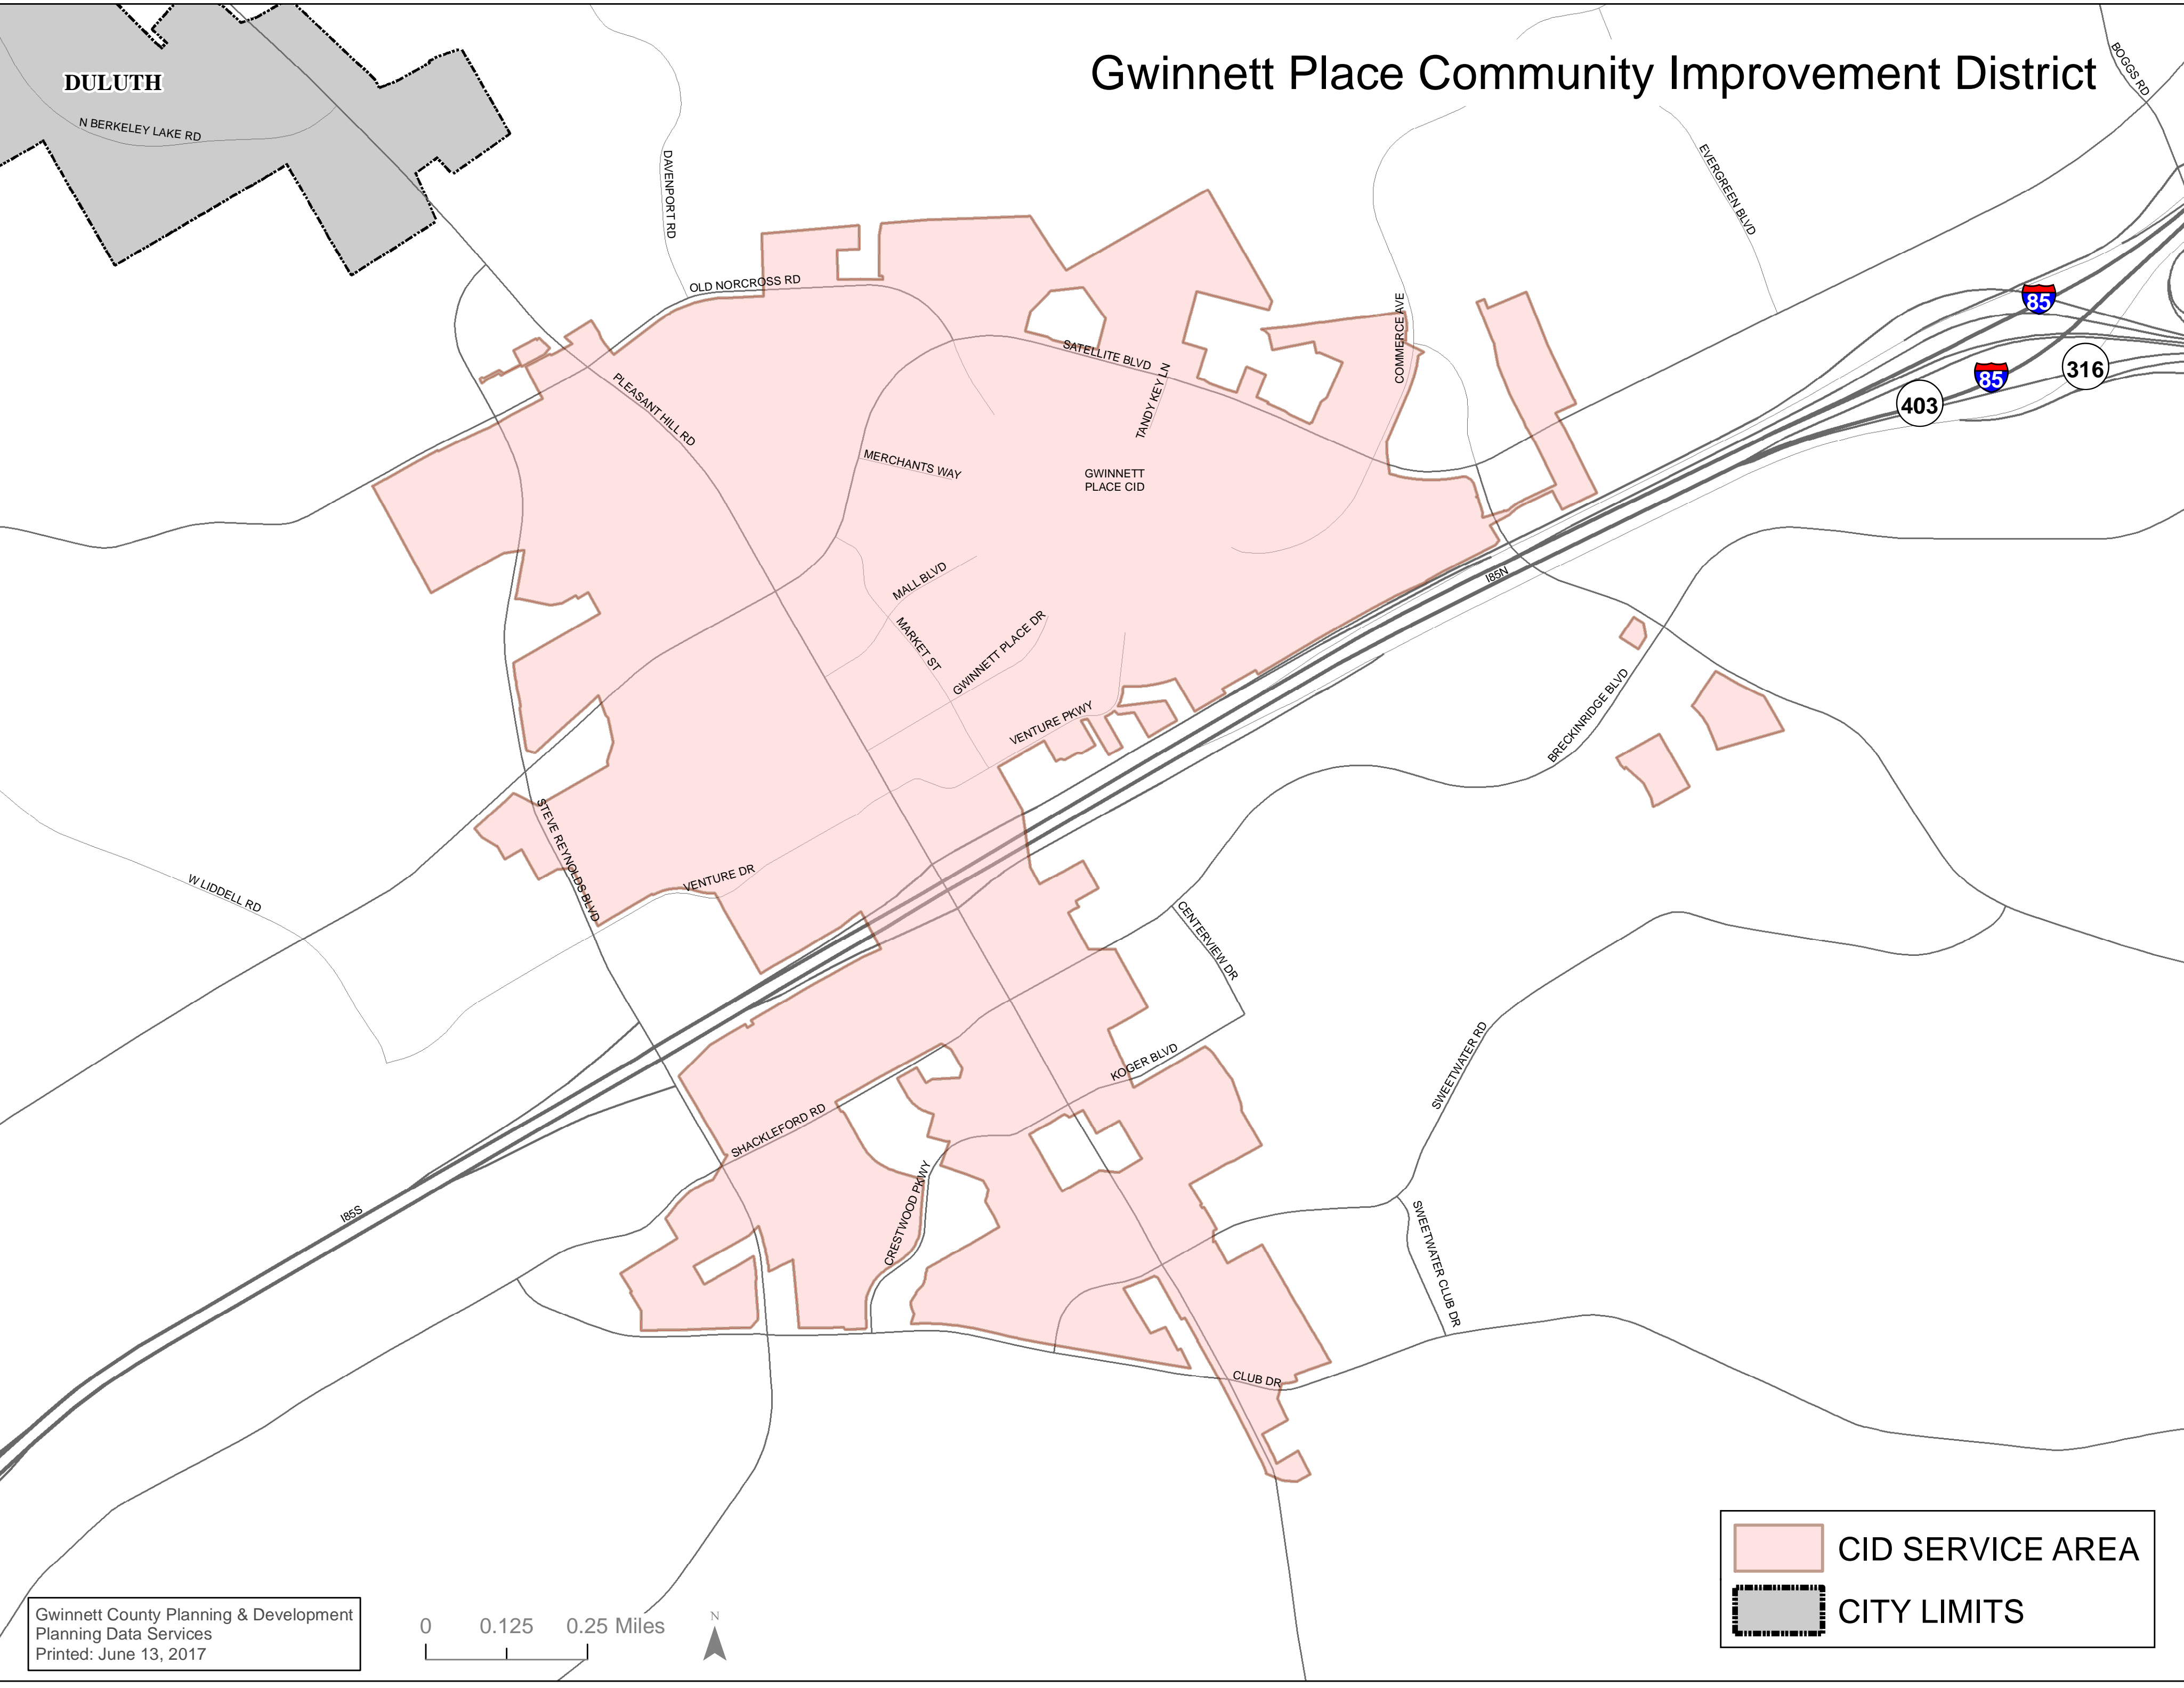 Gwinnett Place Community Improvement District
BOGGS RD
DULUTH
N BERKELEY LAKE RD
DAVENPORT RD
EVERGREEN BLVD
OLD NORCROSS RD
COMMERCE AVE
85
SATELLITE BLVD
85
316
403
PLEASANT HILL RD
TANDY KEY LN
MERCHANTS WAY
GWINNETT
PLACE CID
MALL BLVD
I85N
MARKET ST
GWINNETT PLACE DR
VENTURE PKWY
BRECKINRIDGE BLVD
STEVE REYNOLDS BLVD
VENTURE DR
W LIDDELL RD
CENTERVIEW DR
KOGER BLVD
SWEETWATER RD
SHACKLEFORD RD
CRESTWOOD PKWY
I85S
SWEETWATER CLUB DR
CLUB DR
CID SERVICE AREA
CITY LIMITS
Gwinnett County Planning & Development
Planning Data Services
Printed: June 13, 2017
0 0.125 0.25 Miles
N